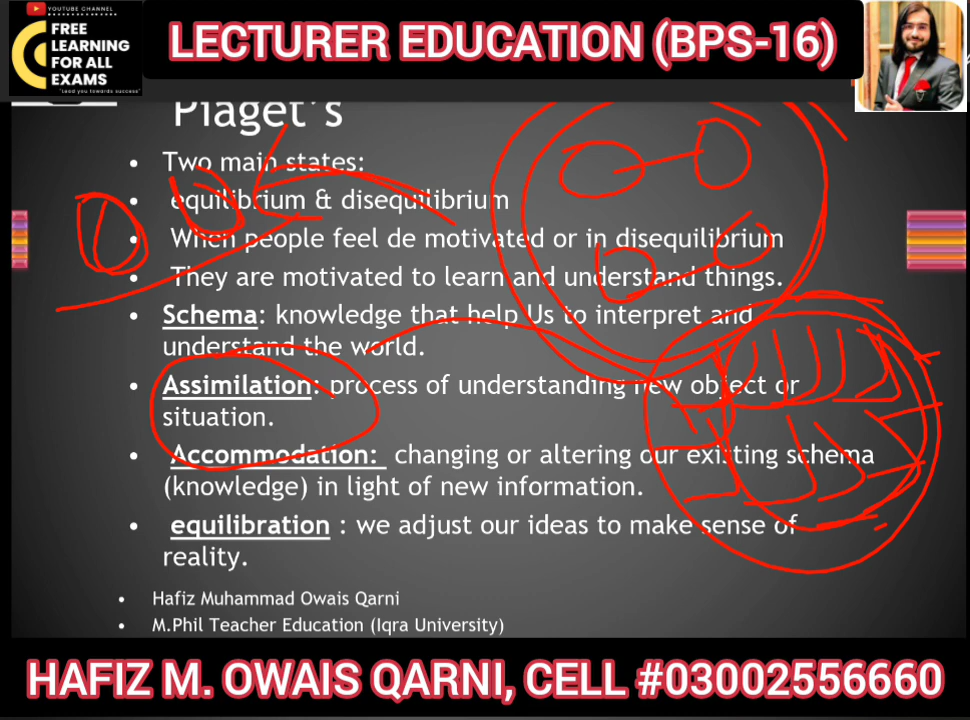 YOUTUBE CHANNEL
FREE
LEARNING
FOR ALL
EXAMS
"Lead you towards success"
LECTURER EDUCATION (BPS-16)
Piaget's
• Two main states:
• equilibrium & disequilibrium
• When people feel de motivated or in disequilibrium
• They are motivated to learn and understand things.
• Schema: knowledge that help Us to interpret and
understand the world.
• Assimilation: process of understanding new object or
situation.
• Accommodation: changing or altering our existing schema
(knowledge) in light of new information.
• equilibration : we adjust our ideas to make sense of
reality.
• Hafiz Muhammad Owais Qarni
• M.Phil Teacher Education (Iqra University)
HAFIZ M. OWAIS QARNI, CELL #03002556660